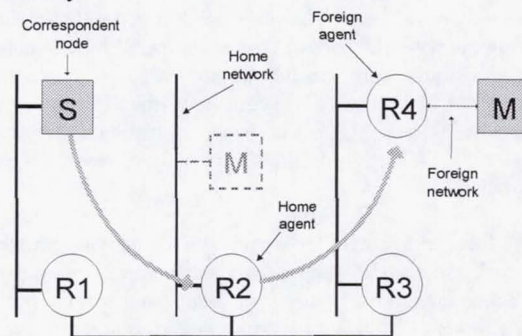 Correspondent
node
S
Home
network
M
Foreign
agent
R4
M
Foreign
network
Home
agent
R1
R2
R3